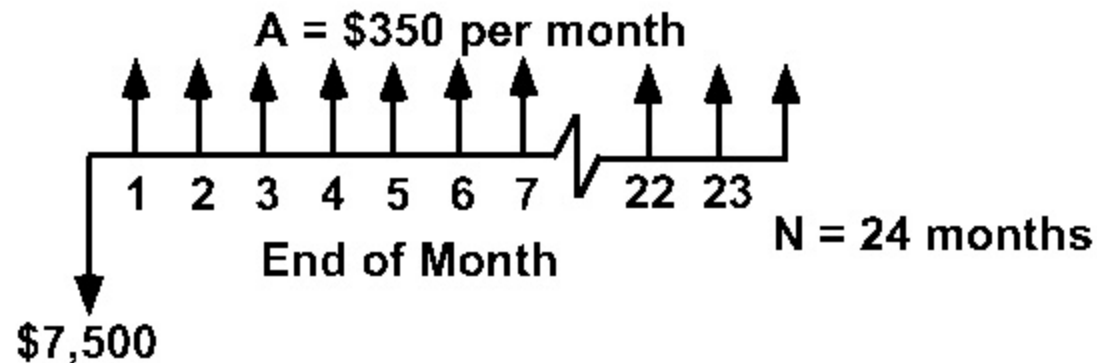 A = $350 per month
1 2 3 4 5 6 7 22 23
N = 24 months
End of Month
$7,500